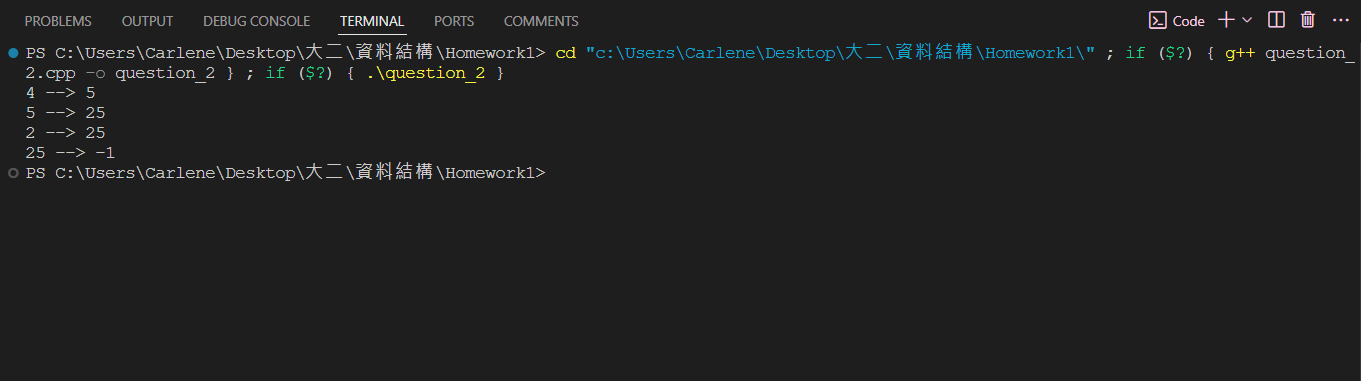 PROBLEMS OUTPUT DEBUG CONSOLE TERMINAL PORTS COMMENTS Code
PS C:\Users\Carlene\Desktop\大二\資料結構\Homework1> cd "c:\Users\Carlene\Desktop\大二\資料結構\Homework1\" ; if ($?) { g++ question_
2.cpp -o question_2 } ; if ($?) { .\question_2 }
4 --> 5
5 --> 25
2 --> 25
25 --> -1
PS C:\Users\Carlene\Desktop\大二\資料結構\Homework1>